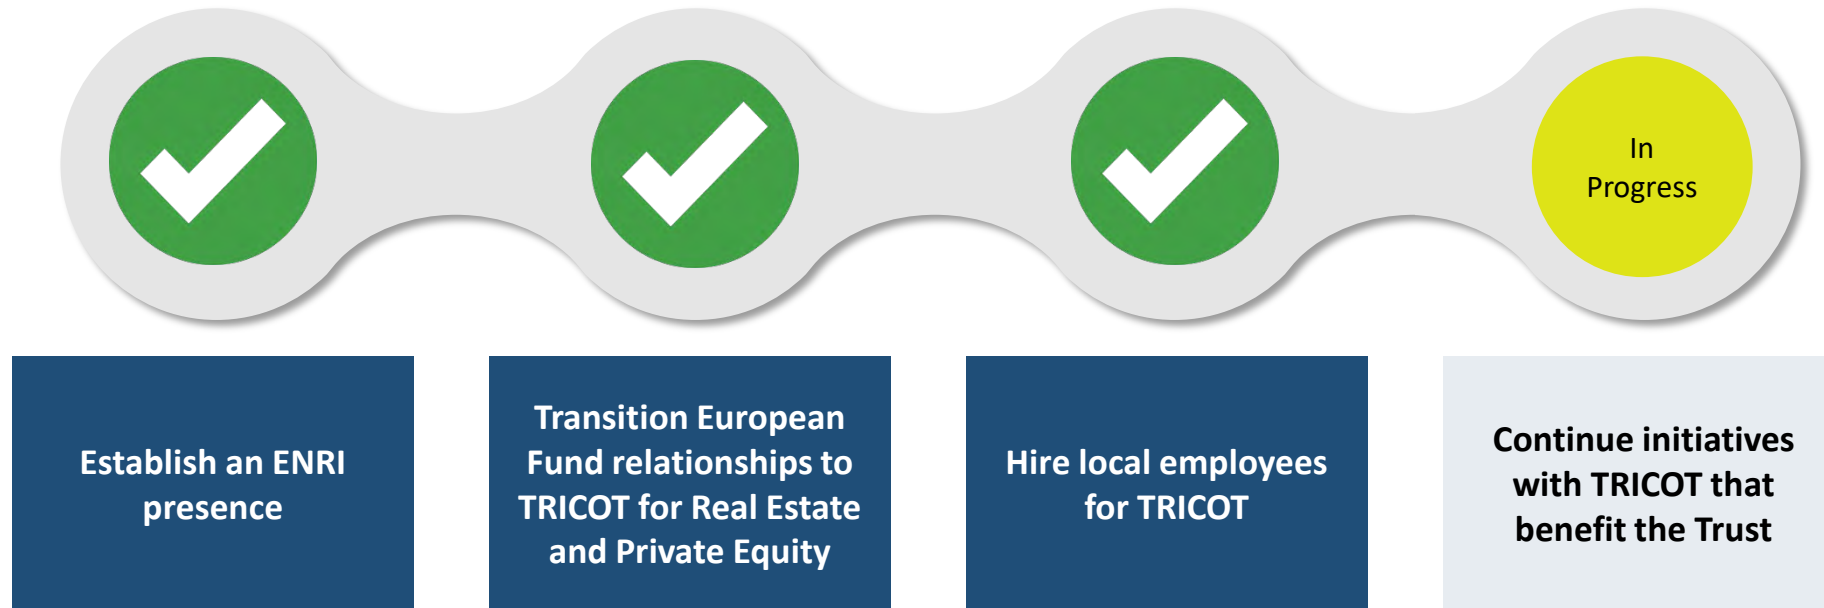 In
Progress
Establish an ENRI
presence
Transition European
Fund relationships to
TRICOT for Real Estate
and Private Equity
Hire local employees
for TRICOT
Continue initiatives
with TRICOT that
benefit the Trust